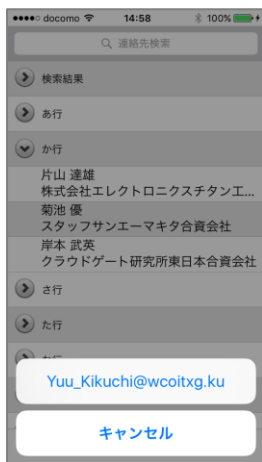 docomo 14:58 100%
連絡先検索
検索結果
あ行
か行
片山 達雄
株式会社エレクトロニクスチタン工...
菊池 優
スタッフサンエーマキタ合資会社
岸本 武英
クラウドゲート研究所東日本合資会社
さ行
た行
Yuu_Kikuchi@wcoitxg.ku
キャンセル